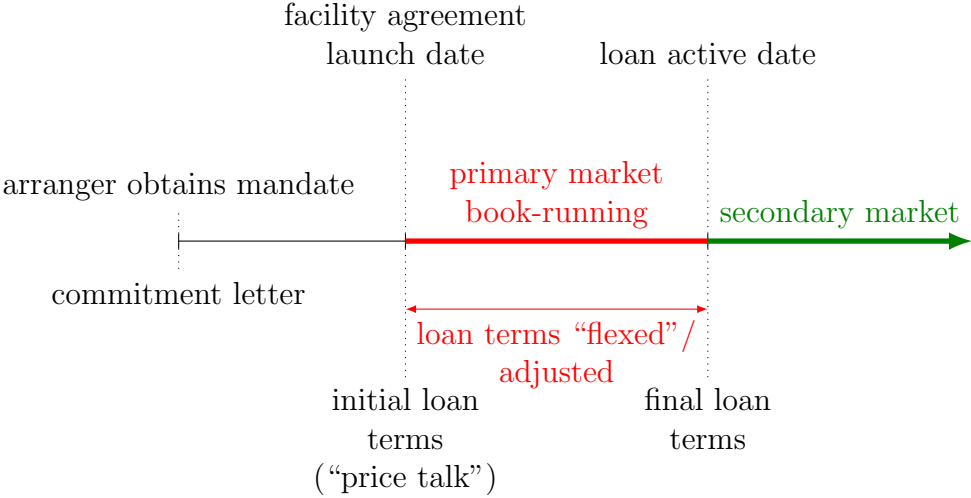 facility agreement
launch date
loan active date
arranger obtains mandate
primary market
book-running
secondary market
commitment letter
loan terms “flexed”/
adjusted
initial loan
terms
(“price talk”)
final loan
terms